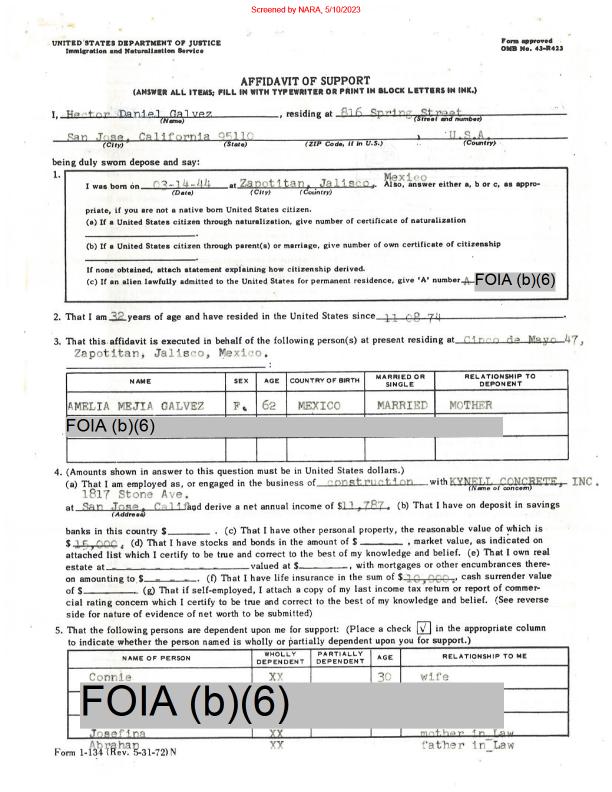 Screened by NARA, 5/10/2023
UNITED STATES DEPARTMENT OF JUSTICE
Immigration and Naturalization Service
Form approved
OMB No. 43-R423
AFFIDAVIT OF SUPPORT
(ANSWER ALL ITEMS; FILL IN WITH TYPEWRITER OR PRINT IN BLOCK LETTERS IN INK.)
I, Hector Daniel Galvez, residing at 816 Spring Street
(Name) (Street and number)
San Jose, California 95110, U.S.A.
(City) (State) (ZIP Code, if in U.S.) (Country)
being duly sworn depose and say:
1.
I was born on 03-14-44 at Zapotitan, Jalisco, Mexico Also, answer either a, b or c, as appro-
(Date) (City) (Country)
priate, if you are not a native born United States citizen.
(a) If a United States citizen through naturalization, give number of certificate of naturalization
(b) If a United States citizen through parent(s) or marriage, give number of own certificate of citizenship
If none obtained, attach statement explaining how citizenship derived.
(c) If an alien lawfully admitted to the United States for permanent residence, give 'A' number A FOIA (b)(6)
2. That I am 32 years of age and have resided in the United States since 11-08-74.
3. That this affidavit is executed in behalf of the following person(s) at present residing at Cinco de Mayo 47,
Zapotitan, Jalisco, Mexico.
:
NAME SEX AGE COUNTRY OF BIRTH MARRIED OR SINGLE RELATIONSHIP TO DEPONENT
AMELIA MEJIA GALVEZ F. 62 MEXICO MARRIED MOTHER
FOIA (b)(6)
4. (Amounts shown in answer to this question must be in United States dollars.)
(a) That I am employed as, or engaged in the business of construction with KYNELL CONCRETE, INC.
(Name of concern)
1817 Stone Ave.
at San Jose, Calif and derive a net annual income of $11,787. (b) That I have on deposit in savings
(Address)
banks in this country $ . (c) That I have other personal property, the reasonable value of which is
$ 15,000. (d) That I have stocks and bonds in the amount of $ , market value, as indicated on
attached list which I certify to be true and correct to the best of my knowledge and belief. (e) That I own real
estate at valued at $ , with mortgages or other encumbrances there-
on amounting to $ - - - . (f) That I have life insurance in the sum of $10,000, cash surrender value
of $ . (g) That if self-employed, I attach a copy of my last income tax return or report of commer-
cial rating concern which I certify to be true and correct to the best of my knowledge and belief. (See reverse
side for nature of evidence of net worth to be submitted)
5. That the following persons are dependent upon me for support: (Place a check √ in the appropriate column
to indicate whether the person named is wholly or partially dependent upon you for support.)
NAME OF PERSON WHOLLY DEPENDENT PARTIALLY DEPENDENT AGE RELATIONSHIP TO ME
Connie XX 30 wife
FOIA (b)(6)
Josefina XX mother in Law
Abrahan XX father in Law
Form 1-134 (Rev. 5-31-72) N